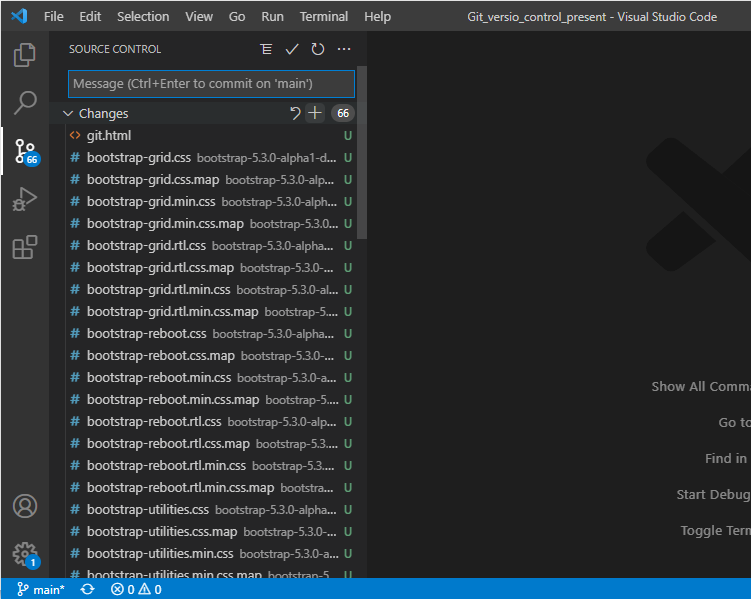 File Edit Selection View Go Run Terminal Help Git_versio_control_present - Visual Studio Code
SOURCE CONTROL
Message (Ctrl+Enter to commit on 'main')
Changes 66
<> git.html U
# bootstrap-grid.css bootstrap-5.3.0-alpha1-d... U
# bootstrap-grid.css.map bootstrap-5.3.0-alp... U
# bootstrap-grid.min.css bootstrap-5.3.0-alph... U
# bootstrap-grid.min.css.map bootstrap-5.3.0... U
# bootstrap-grid.rtl.css bootstrap-5.3.0-alpha... U
# bootstrap-grid.rtl.css.map bootstrap-5.3.0-... U
# bootstrap-grid.rtl.min.css bootstrap-5.3.0-al... U
# bootstrap-grid.rtl.min.css.map bootstrap-5.... U
# bootstrap-reboot.css bootstrap-5.3.0-alpha... U
# bootstrap-reboot.css.map bootstrap-5.3.0-... U
# bootstrap-reboot.min.css bootstrap-5.3.0-a... U
# bootstrap-reboot.min.css.map bootstrap-5.... U
# bootstrap-reboot.rtl.css bootstrap-5.3.0-alp... U
# bootstrap-reboot.rtl.css.map bootstrap-5.3.... U
# bootstrap-reboot.rtl.min.css bootstrap-5.3.... U
# bootstrap-reboot.rtl.min.css.map bootstra... U
# bootstrap-utilities.css bootstrap-5.3.0-alpha... U
# bootstrap-utilities.css.map bootstrap-5.3.0-... U
# bootstrap-utilities.min.css bootstrap-5.3.0-a... U
# bootstrap-utilities.min.css.map bootstrap-5... U
66
1
Show All Comma
Go to
Find in
Start Debug
Toggle Term
main* 0 0